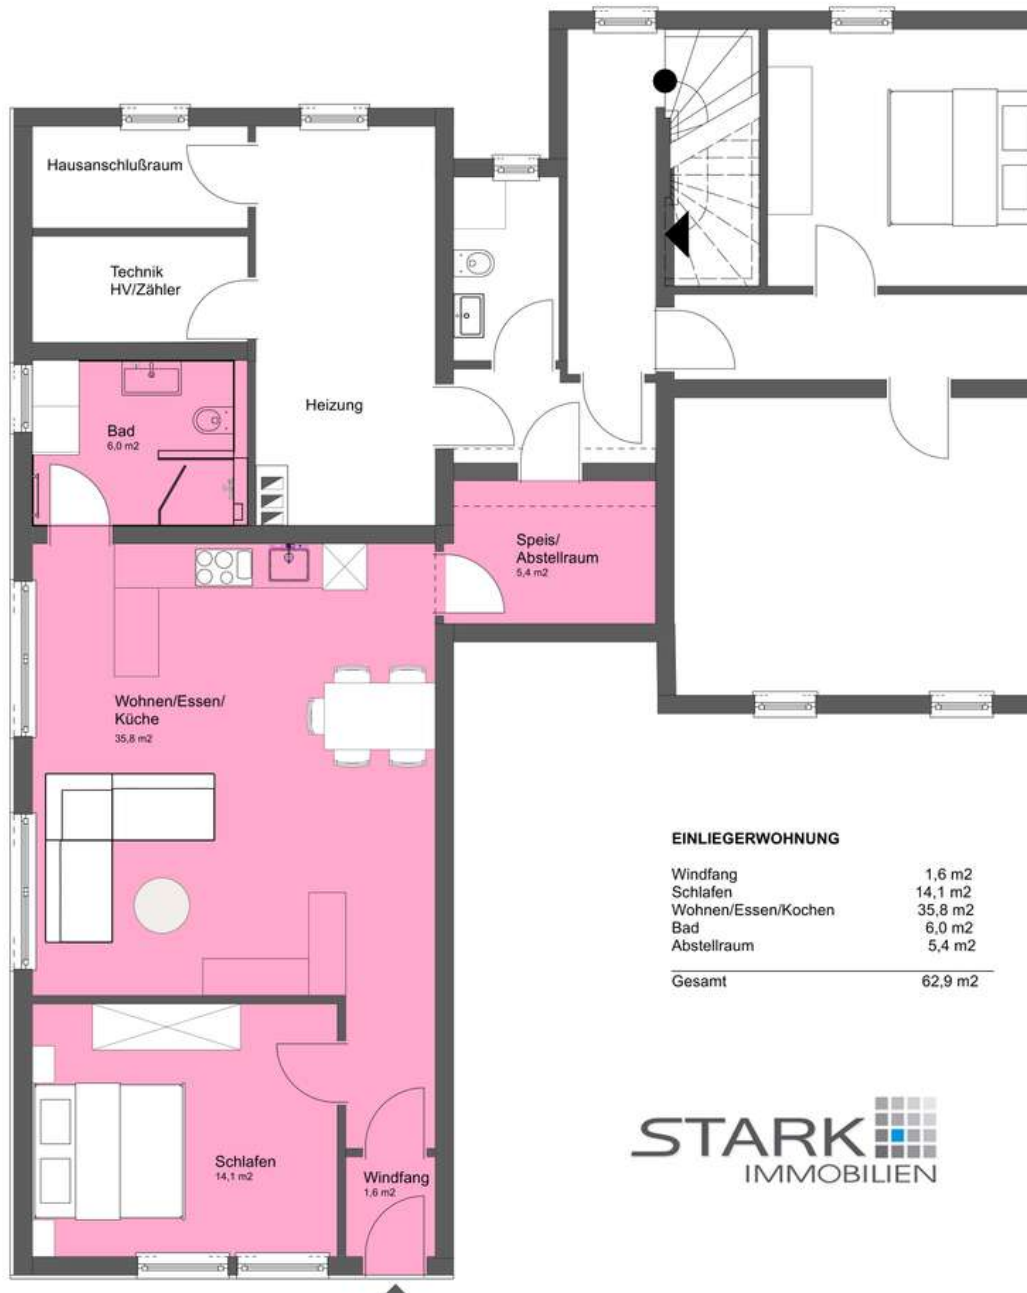 Hausanschlußraum
Technik
HV/Zähler
Bad
6,0 m2
Heizung
Speis/
Abstellraum
5,4 m2
Wohnen/Essen/
Küche
35,8 m2
EINLIEGERWOHNUNG
Windfang 1,6 m2
Schlafen 14,1 m2
Wohnen/Essen/Kochen 35,8 m2
Bad 6,0 m2
Abstellraum 5,4 m2
Gesamt 62,9 m2
Schlafen
14,1 m2
Windfang
1,6 m2
STARK
IMMOBILIEN